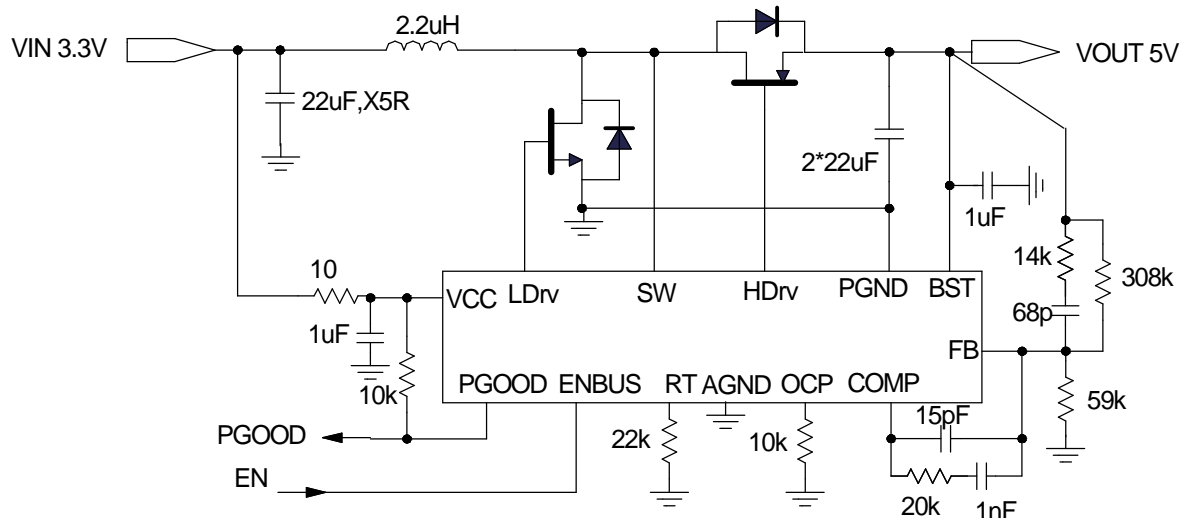 2.2uH
VIN 3.3V
VOUT 5V
22uF,X5R
2*22uF
1uF
14k
308k
68p
10
VCC
LDrv
SW
HDrv
PGND
BST
1uF
FB
10k
PGOOD
ENBUS
RT
AGND
OCP
COMP
59k
15pF
PGOOD
22k
10k
EN
20k
1nF